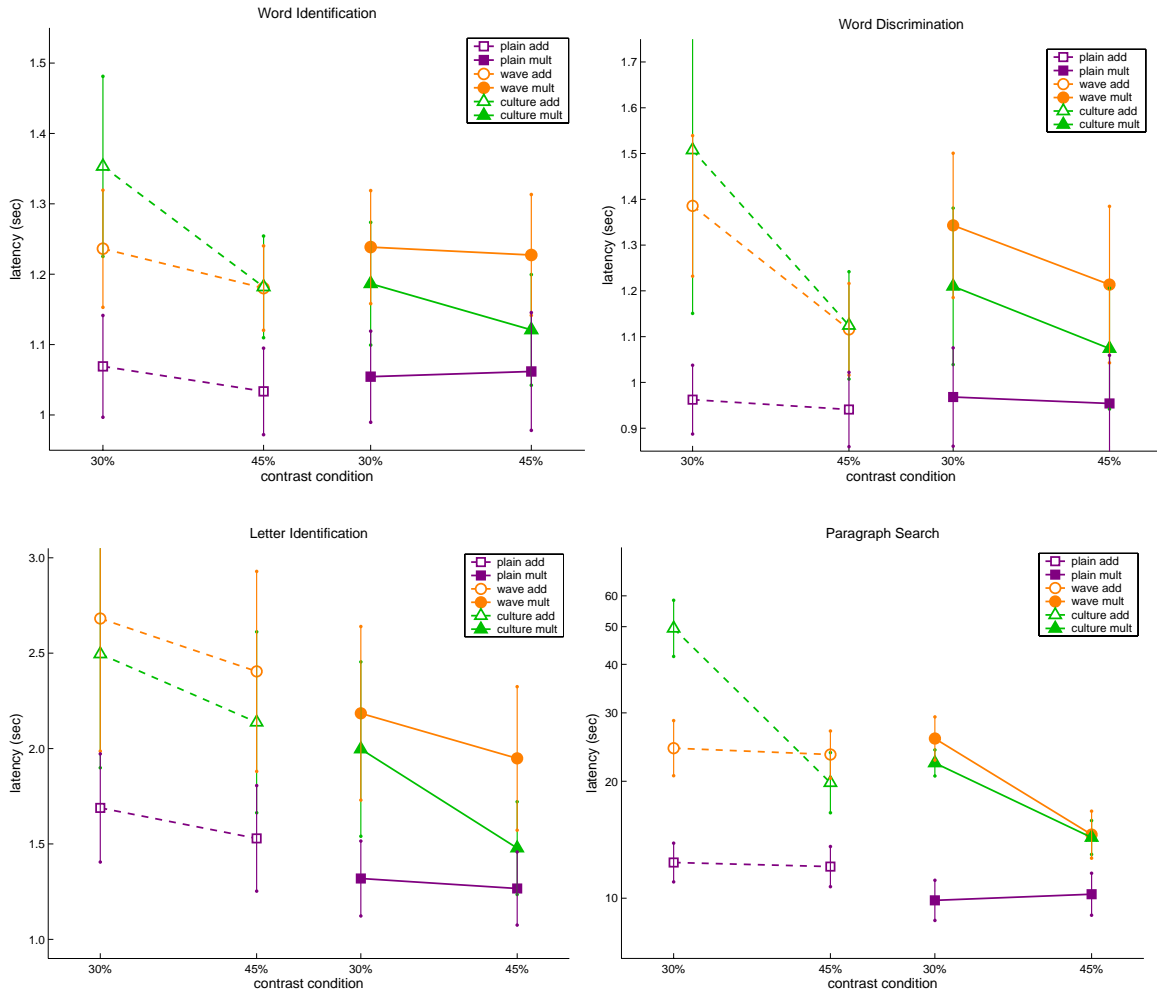 Word Identification
1.5
1.4
1.3
1.2
1.1
1
latency (sec)
30%
45%
30%
45%
contrast condition
plain add
plain mult
wave add
wave mult
culture add
culture mult
Word Discrimination
1.7
1.6
1.5
1.4
1.3
1.2
1.1
1
0.9
latency (sec)
30%
45%
30%
45%
contrast condition
plain add
plain mult
wave add
wave mult
culture add
culture mult
Letter Identification
3.0
2.5
2.0
1.5
1.0
latency (sec)
30%
45%
30%
45%
contrast condition
plain add
plain mult
wave add
wave mult
culture add
culture mult
Paragraph Search
60
50
40
30
20
10
latency (sec)
30%
45%
30%
45%
contrast condition
plain add
plain mult
wave add
wave mult
culture add
culture mult